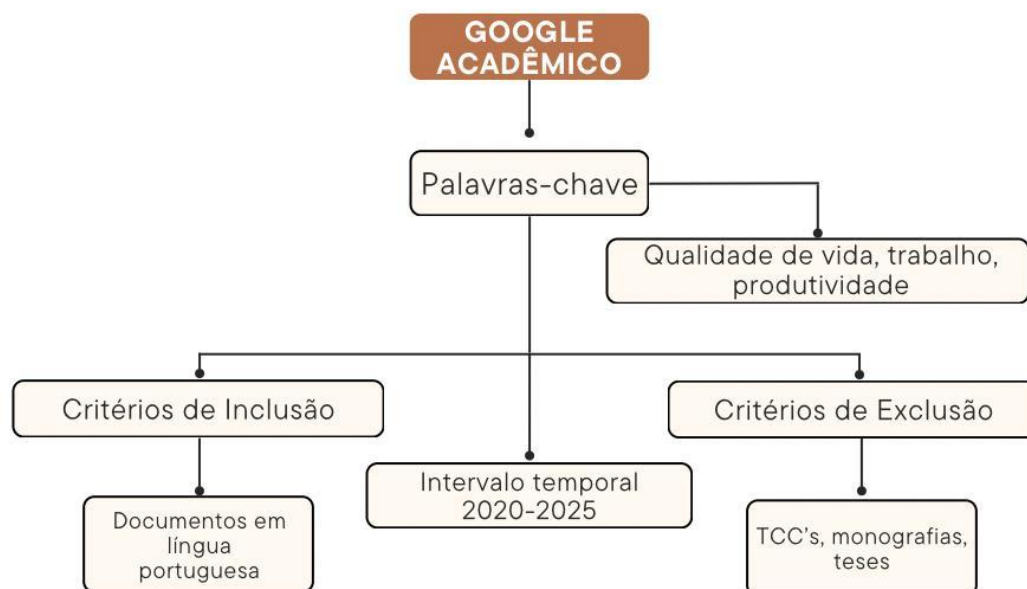 GOOGLE
ACADÊMICO
Palavras-chave
Qualidade de vida, trabalho,
produtividade
Critérios de Inclusão
Critérios de Exclusão
Intervalo temporal
2020-2025
Documentos em
língua
portuguesa
TCC's, monografias,
teses